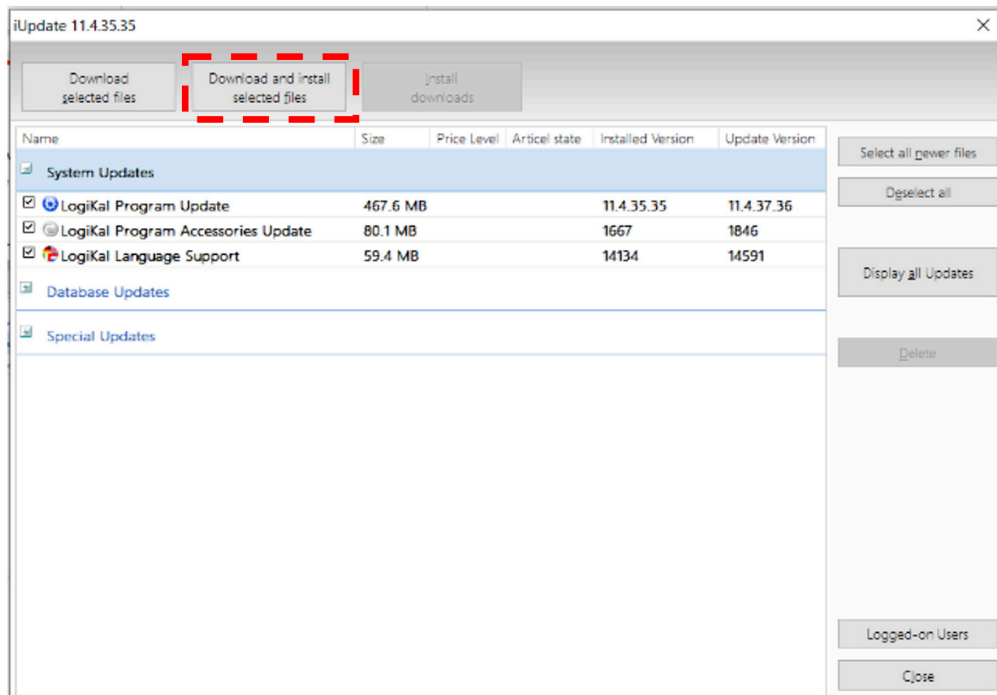 iUpdate 11.4.35.35
Download
selected files
Download and install
selected files
Install
downloads
Name Size Price Level Articel state Installed Version Update Version
System Updates
LogiKal Program Update 467.6 MB 11.4.35.35 11.4.37.36
LogiKal Program Accessories Update 80.1 MB 1667 1846
LogiKal Language Support 59.4 MB 14134 14591
Database Updates
Special Updates
Select all newer files
Deselect all
Display all Updates
Delete
Logged-on Users
Close